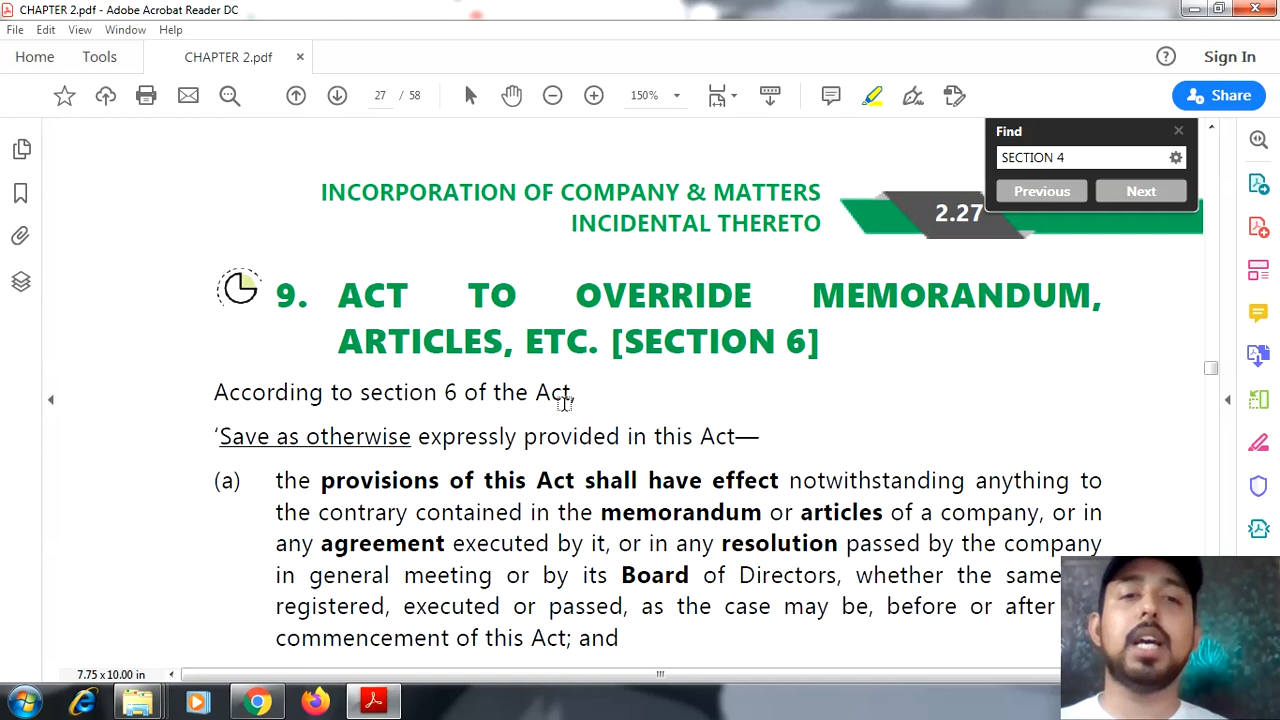 CHAPTER 2.pdf - Adobe Acrobat Reader DC
File Edit View Window Help
Home Tools CHAPTER 2.pdf × Sign In
27 / 58 150% Share
Find
SECTION 4
Previous Next
INCORPORATION OF COMPANY & MATTERS
INCIDENTAL THERETO
2.27
9. ACT TO OVERRIDE MEMORANDUM,
ARTICLES, ETC. [SECTION 6]
According to section 6 of the Act,
‘Save as otherwise expressly provided in this Act—
(a) the provisions of this Act shall have effect notwithstanding anything to
the contrary contained in the memorandum or articles of a company, or in
any agreement executed by it, or in any resolution passed by the company
in general meeting or by its Board of Directors, whether the same
registered, executed or passed, as the case may be, before or after
commencement of this Act; and
7.75 x 10.00 in